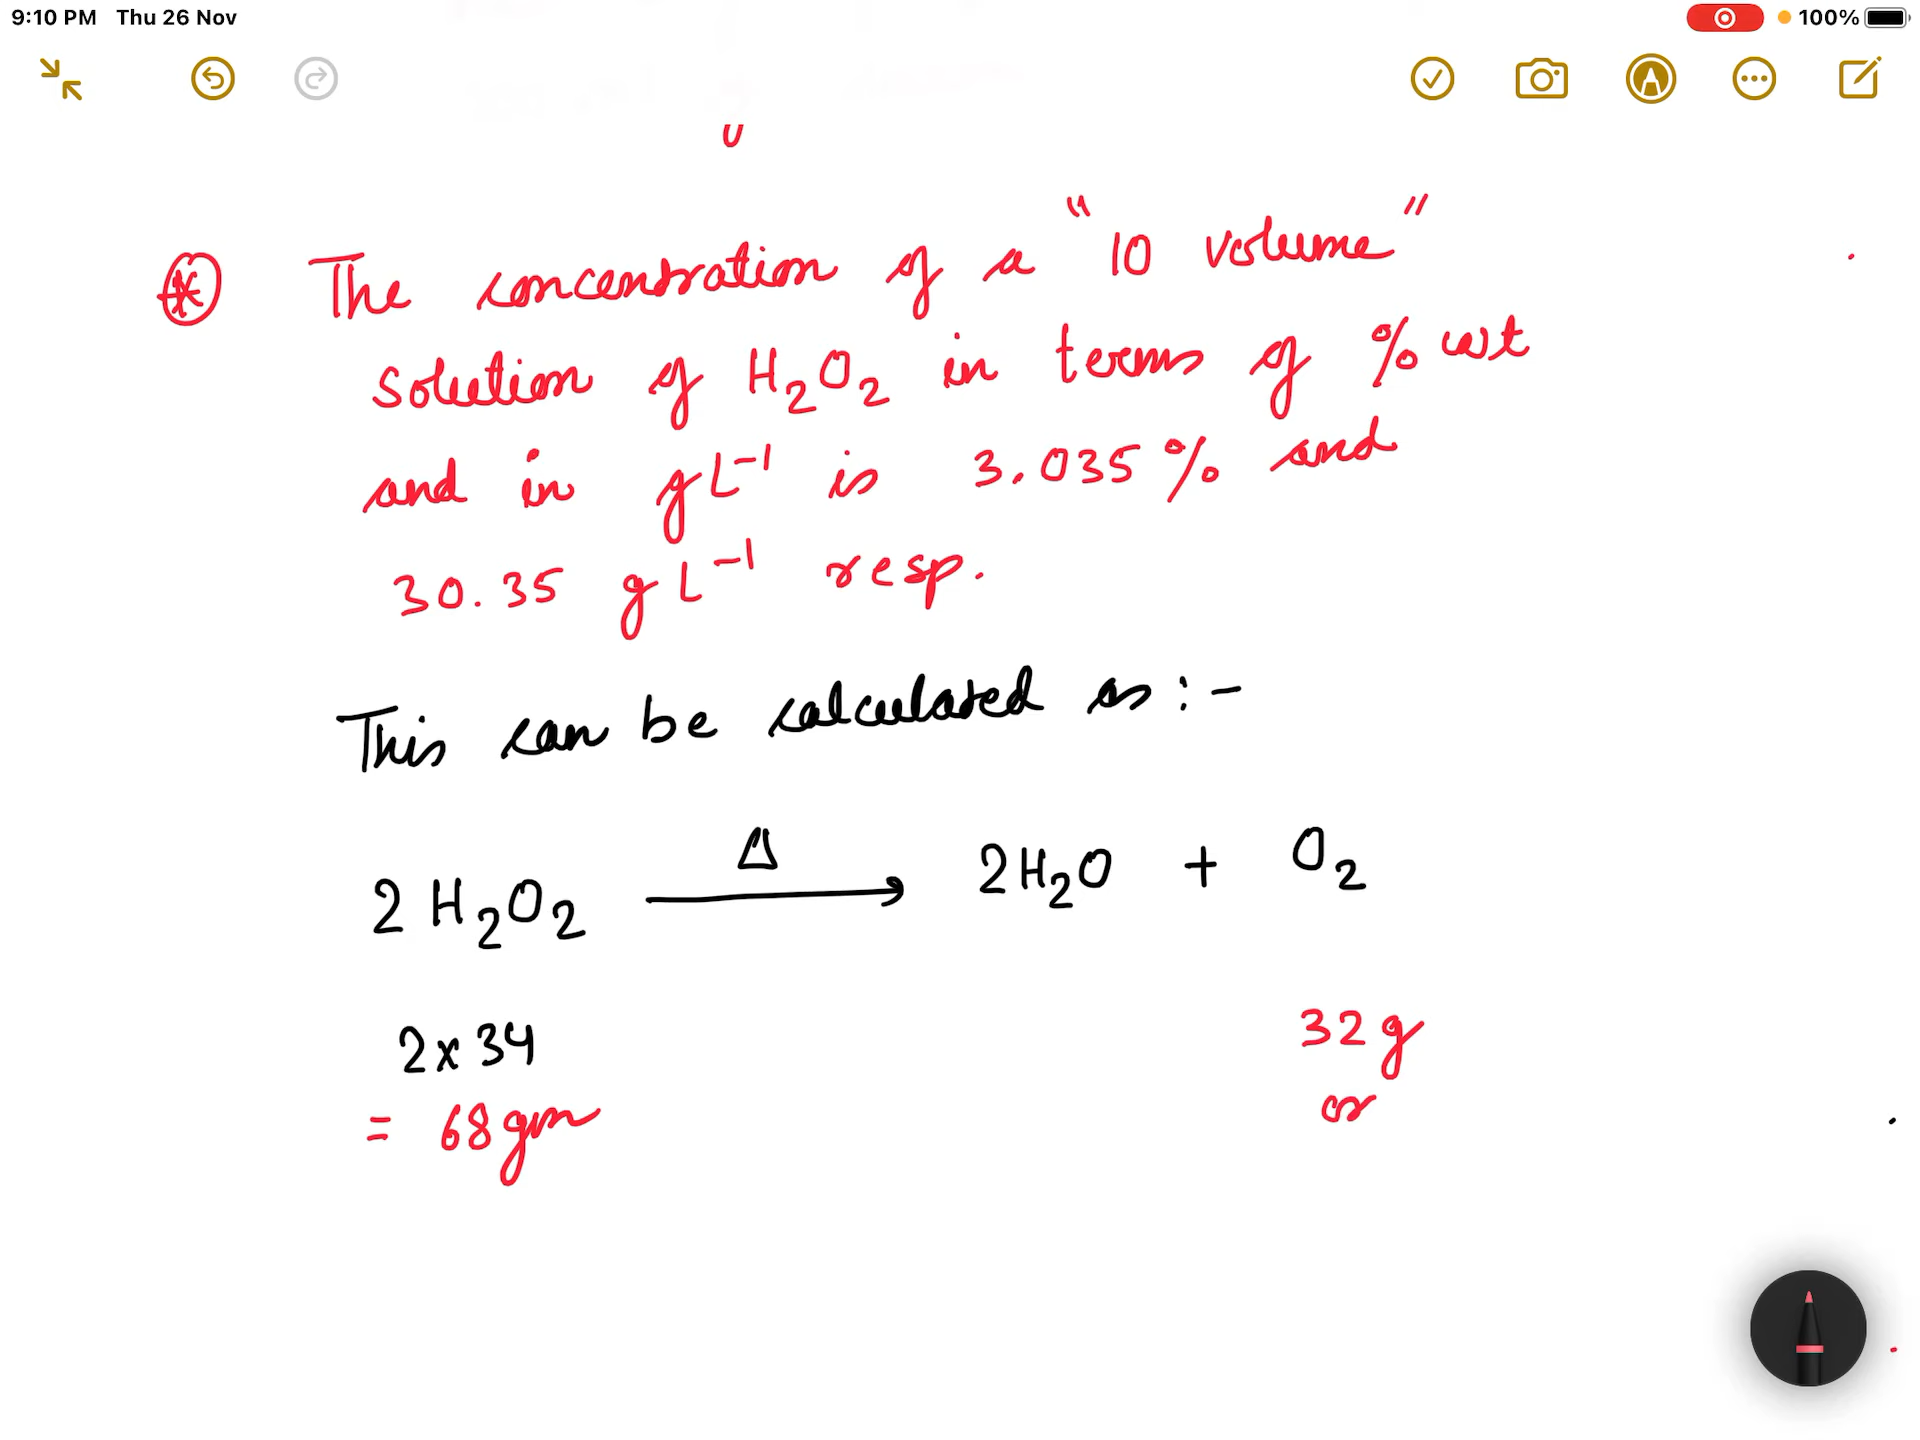 9:10 PM Thu 26 Nov
100%
The concentration of a "10 volume"
solution of H₂O₂ in terms of % wt
and in gL⁻¹ is 3.035% and
30.35 gL⁻¹ resp.
This can be calculated as :-
2H₂O₂ —Δ→ 2H₂O + O₂
2x34 32g
= 68gm or